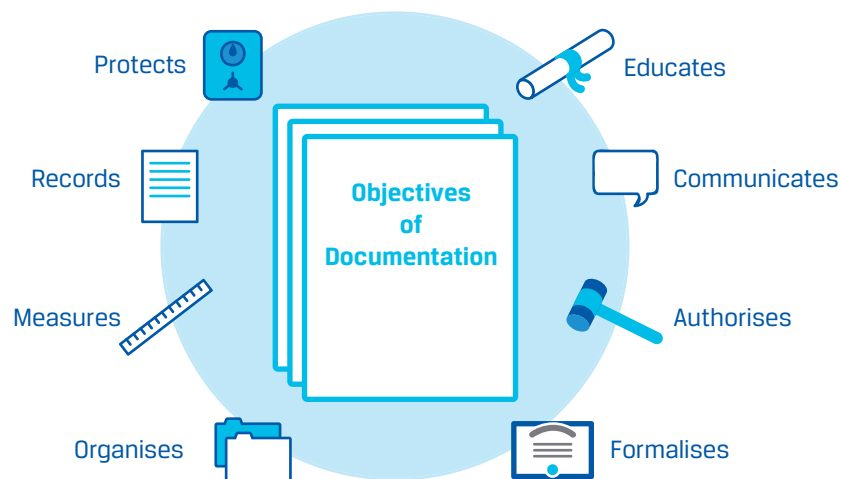 Protects
Educates
Records
Communicates
Objectives
of
Documentation
Measures
Authorises
Organises
Formalises